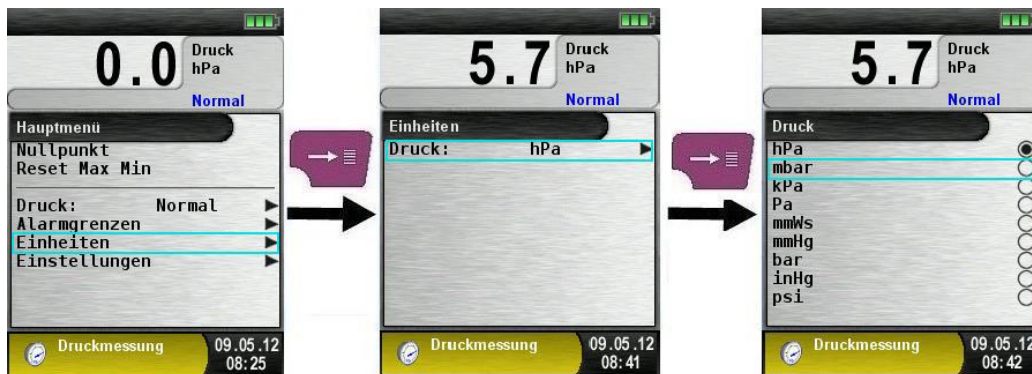 0.0 Druck
hPa
Normal
Hauptmenü
Nullpunkt
Reset Max Min
Druck: Normal
Alarmgrenzen
Einheiten
Einstellungen
Druckmessung 09.05.12
08:25
5.7 Druck
hPa
Normal
Einheiten
Druck: hPa
Druckmessung 09.05.12
08:41
5.7 Druck
hPa
Normal
Druck
hPa
mbar
kPa
Pa
mmWs
mmHg
bar
inHg
psi
Druckmessung 09.05.12
08:42